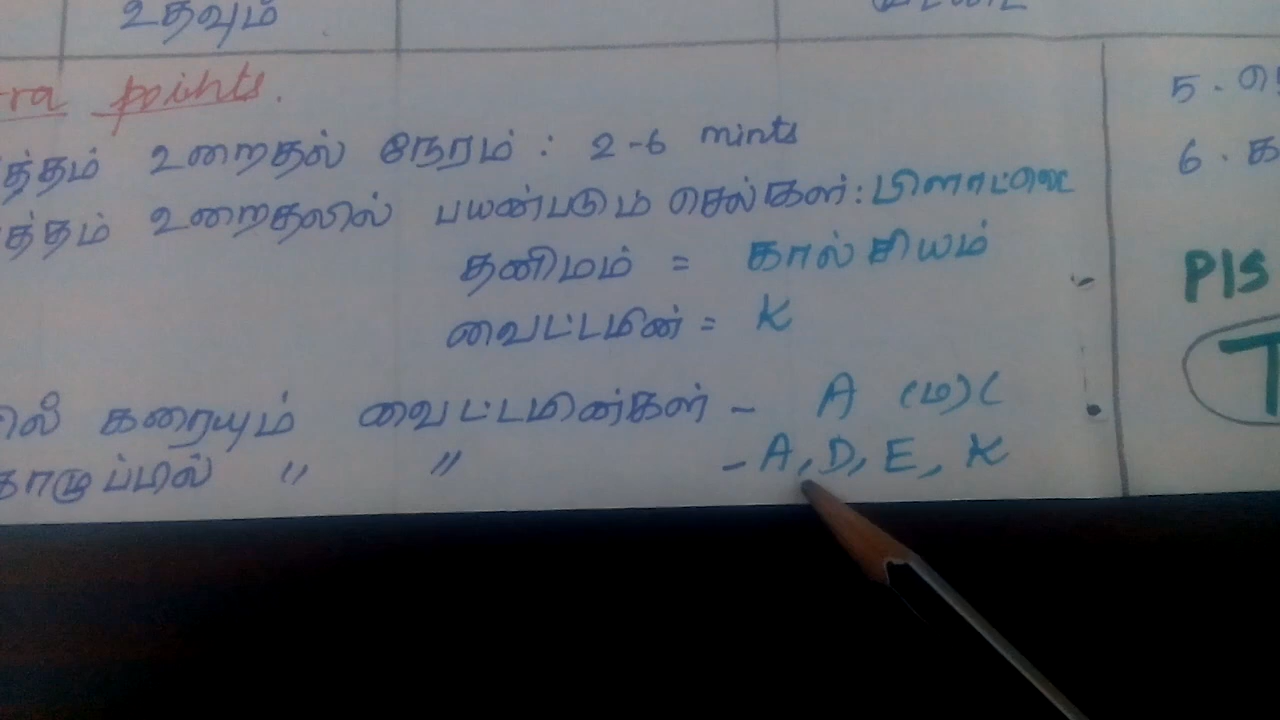 உதவும்
points.
த்தம் உறைதல் நேரம் : 2-6 mints
த்தம் உறைதலில் பயன்படும் செல்கள் :
தனிமம் = கால்சியம்
வைட்டமின் = K
கரையும் வைட்டமின்கள் - A (ம) (
" " - A, D, E, K
5.
6. க
PIS
T